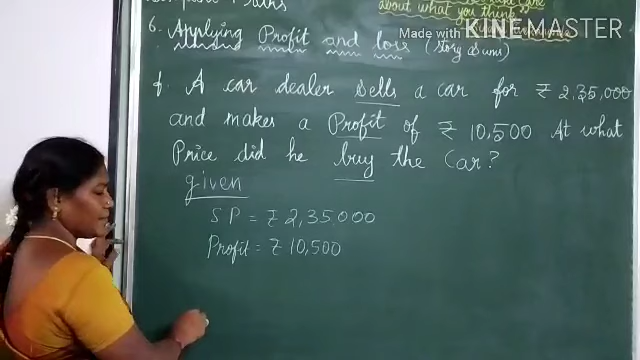 about what you think"
Made with KINEMASTER
6. Applying Profit and loss (Story Sums)
f. A car dealer sells a car for ₹ 2,35,000
and makes a Profit of ₹ 10,500 At what
Price did he buy the Car?
given
SP = ₹ 2,35,000
Profit = ₹ 10,500